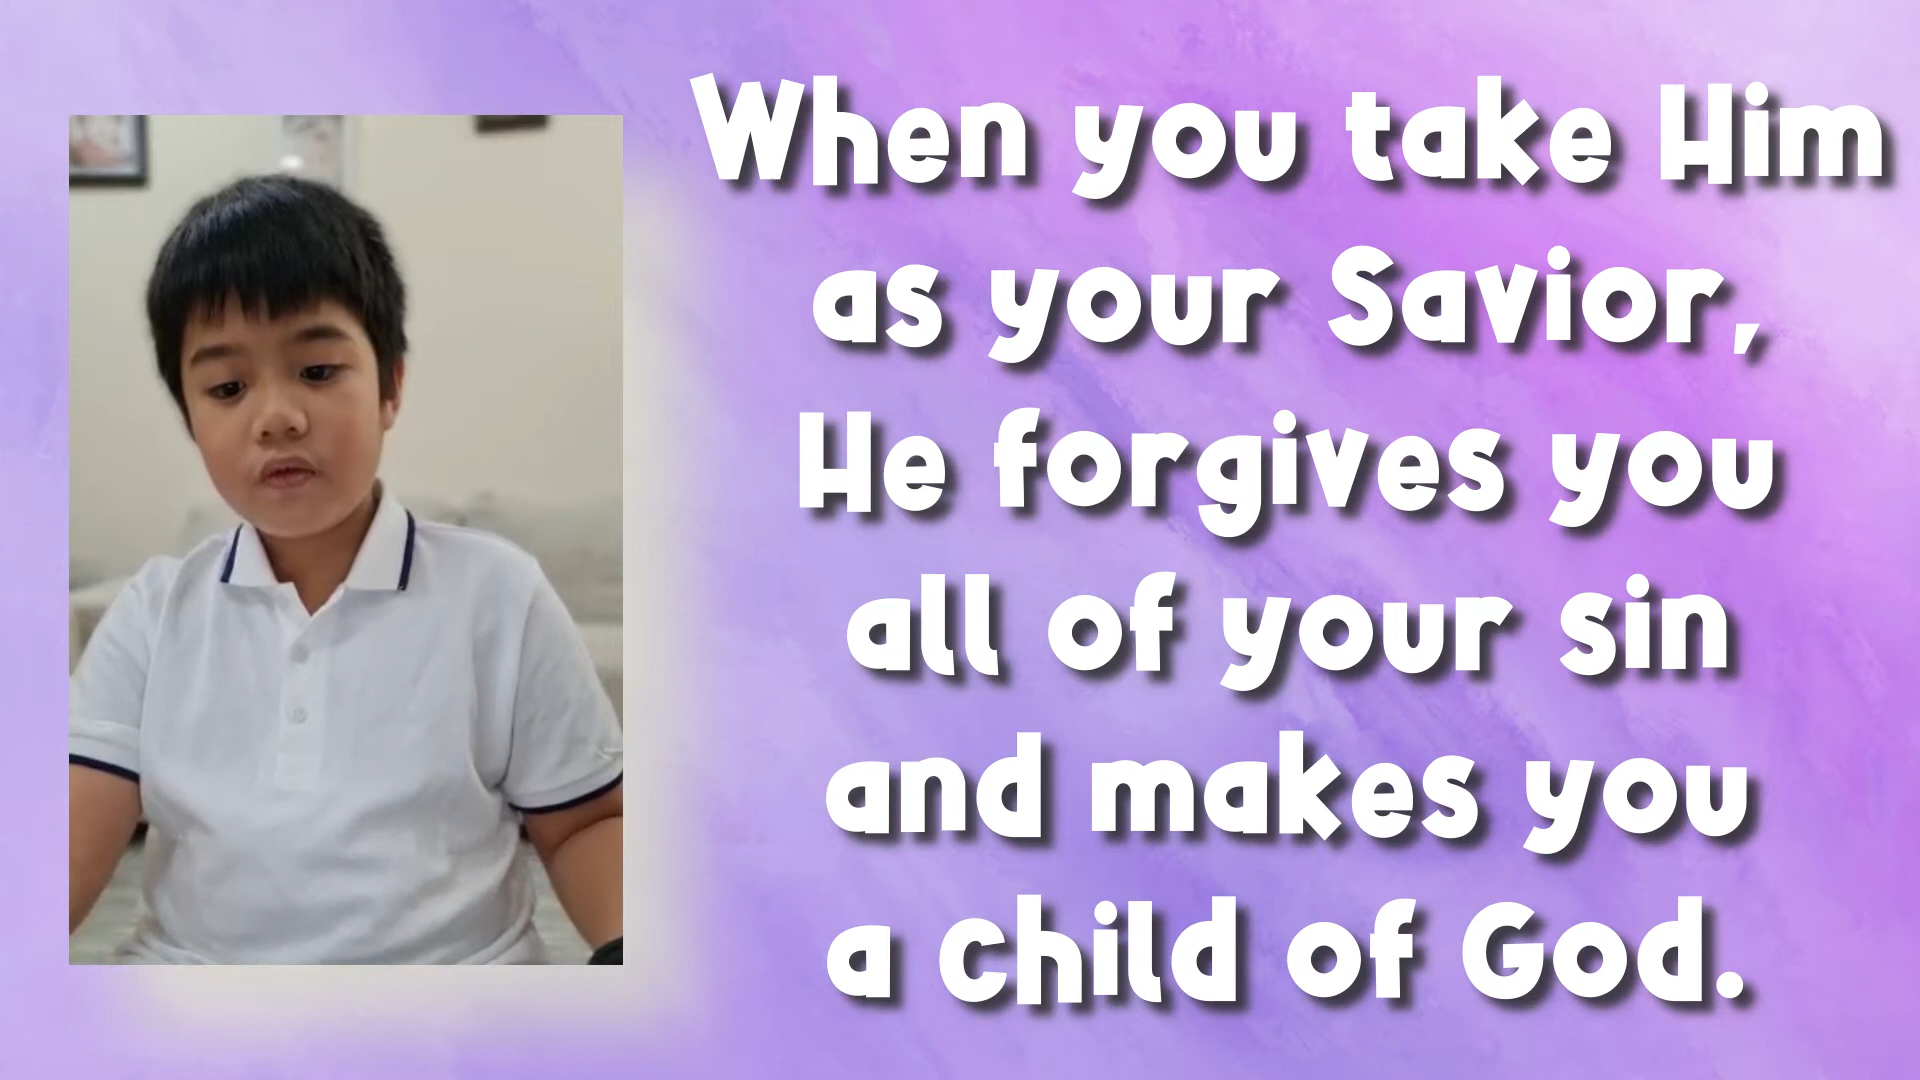 When you take Him
as your Savior,
He forgives you
all of your sin
and makes you
a child of God.